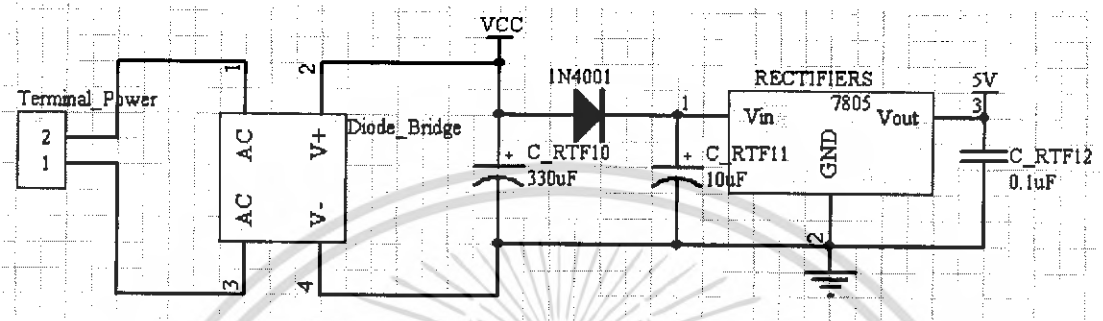 VCC
1N4001
RECTIFIERS
5V
Terminal_Power
1
2
1
7805
3
2
1
AC
AC
V+
V-
Diode_Bridge
Vin
Vout
GND
+
C_RTF10
330uF
+
C_RTF11
10uF
C_RTF12
0.1uF
3
4
2